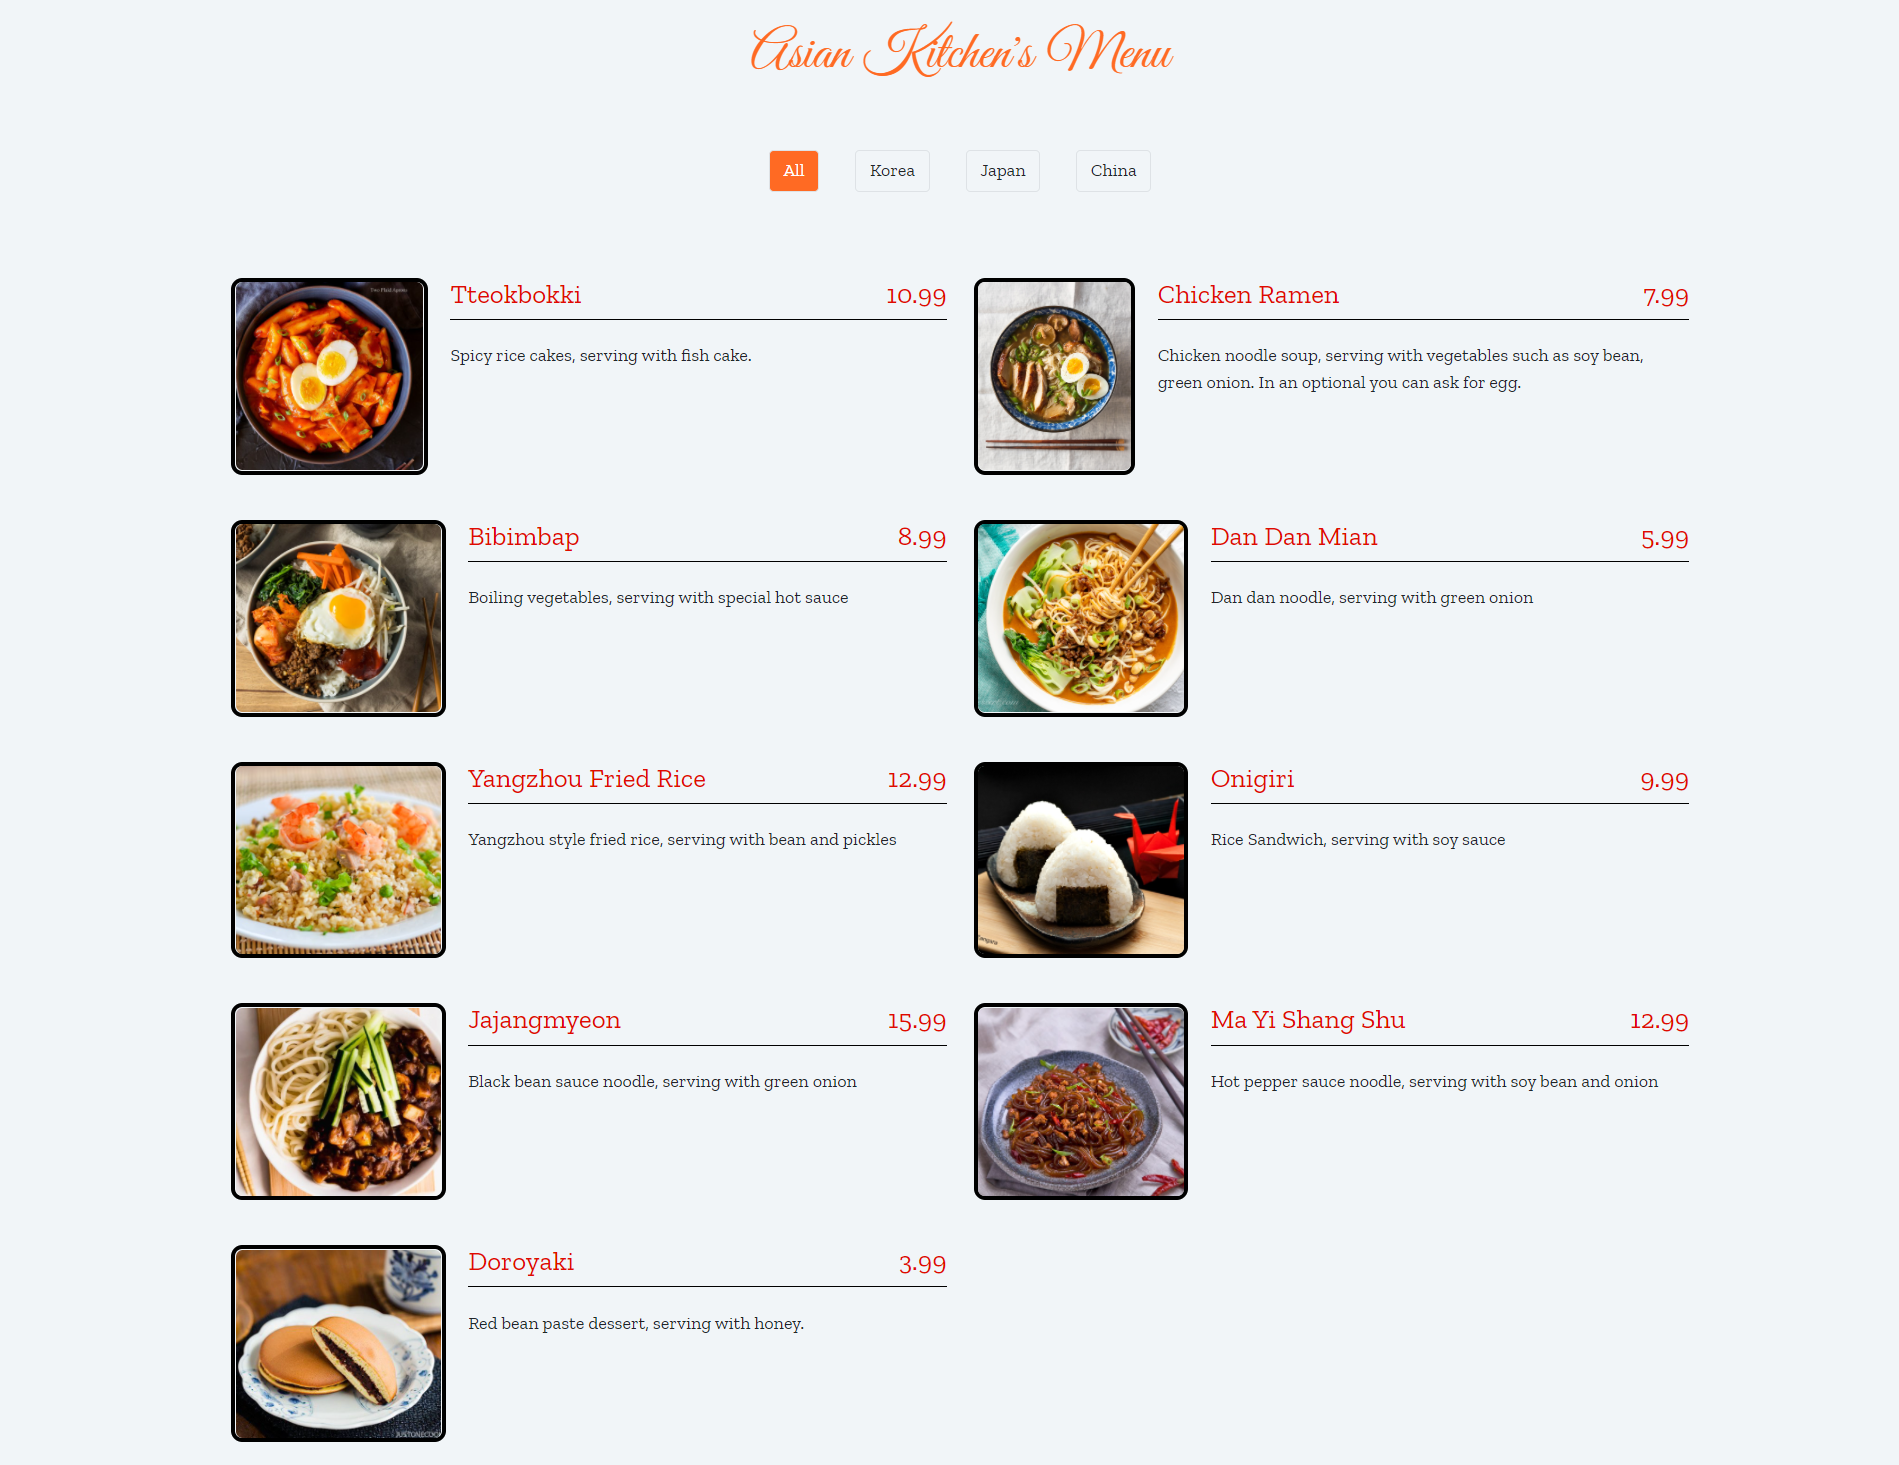 Asian Kitchen's Menu
All
Korea
Japan
China
Tteokbokki 10.99
Spicy rice cakes, serving with fish cake.
Chicken Ramen 7.99
Chicken noodle soup, serving with vegetables such as soy bean,
green onion. In an optional you can ask for egg.
Bibimbap 8.99
Boiling vegetables, serving with special hot sauce
Dan Dan Mian 5.99
Dan dan noodle, serving with green onion
Yangzhou Fried Rice 12.99
Yangzhou style fried rice, serving with bean and pickles
Onigiri 9.99
Rice Sandwich, serving with soy sauce
Jajangmyeon 15.99
Black bean sauce noodle, serving with green onion
Ma Yi Shang Shu 12.99
Hot pepper sauce noodle, serving with soy bean and onion
Doroyaki 3.99
Red bean paste dessert, serving with honey.